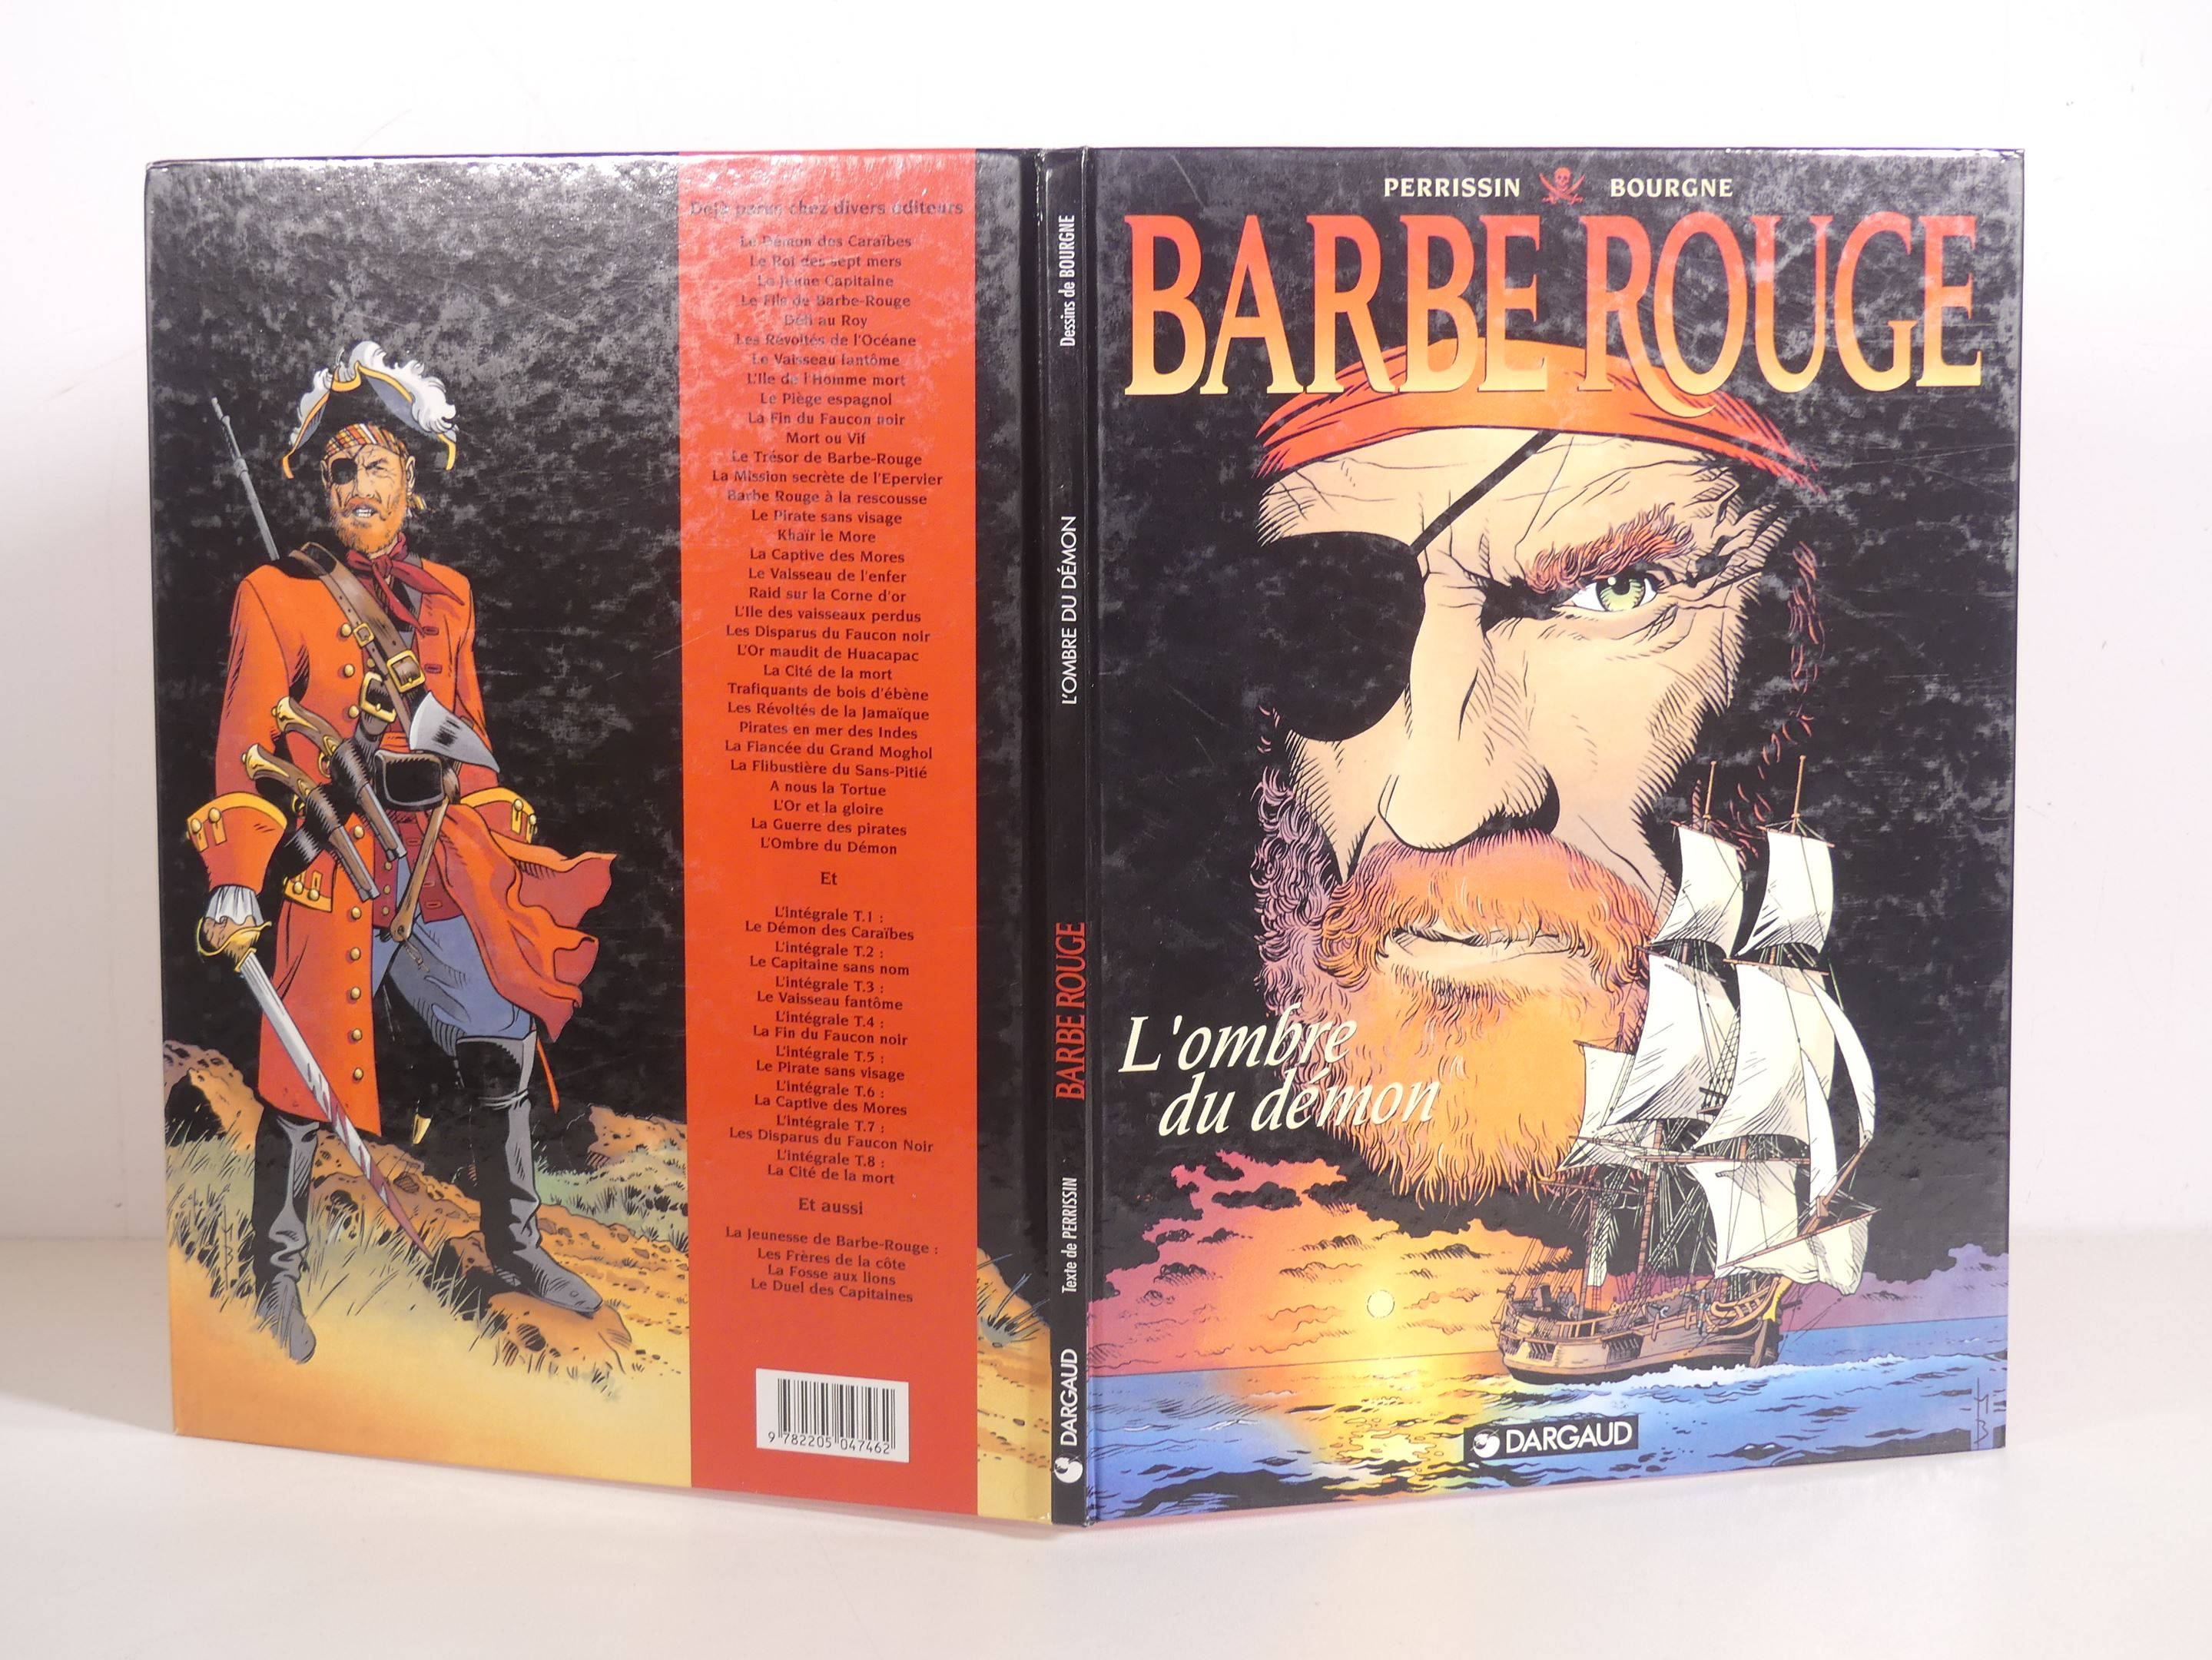 Déjà parus chez divers éditeurs
Le Démon des Caraïbes
Le Roi des sept mers
Le Jeune Capitaine
Le Fils de Barbe-Rouge
Défi au Roy
Les Révoltés de l'Océane
Le Vaisseau fantôme
L'Ile de l'Homme mort
Le Piège espagnol
La Fin du Faucon noir
Mort ou Vif
Le Trésor de Barbe-Rouge
La Mission secrète de l'Epervier
Barbe Rouge à la rescousse
Le Pirate sans visage
Khaïr le More
La Captive des Mores
Le Vaisseau de l'enfer
Raid sur la Corne d'or
L'Ile des vaisseaux perdus
Les Disparus du Faucon noir
L'Or maudit de Huacapac
La Cité de la mort
Trafiquants de bois d'ébène
Les Révoltés de la Jamaïque
Pirates en mer des Indes
La Fiancée du Grand Moghol
La Flibustière du Sans-Pitié
A nous la Tortue
L'Or et la gloire
La Guerre des pirates
L'Ombre du Démon
Et
L'intégrale T.1 :
Le Démon des Caraïbes
L'intégrale T.2 :
Le Capitaine sans nom
L'intégrale T.3 :
Le Vaisseau fantôme
L'intégrale T.4 :
La Fin du Faucon noir
L'intégrale T.5 :
Le Pirate sans visage
L'intégrale T.6 :
La Captive des Mores
L'intégrale T.7 :
Les Disparus du Faucon Noir
L'intégrale T.8 :
La Cité de la mort
Et aussi
La Jeunesse de Barbe-Rouge :
Les Frères de la côte
La Fosse aux lions
Le Duel des Capitaines
9 782205 047462
MB
DARGAUD
Texte de PERRISSIN
BARBE ROUGE
L'OMBRE DU DÉMON
Dessins de BOURGNE
PERRISSIN BOURGNE
BARBE ROUGE
L'ombre
du démon
DARGAUD
MB